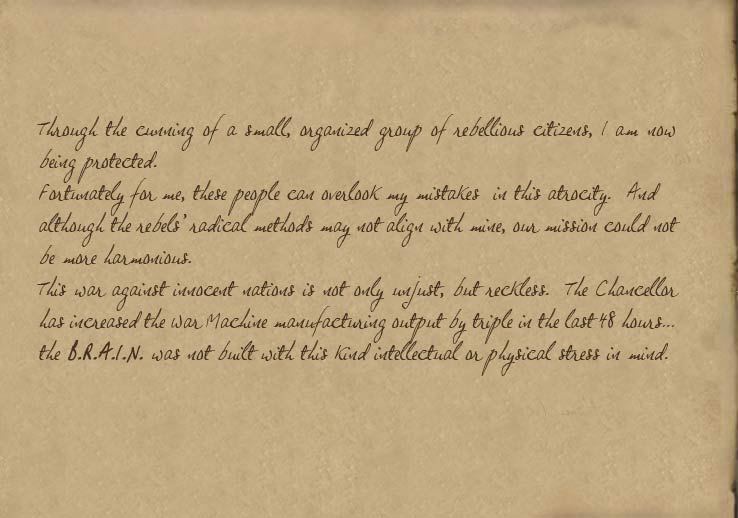 Through the cunning of a small, organized group of rebellious citizens, I am now
being protected.
Fortunately for me, these people can overlook my mistakes in this atrocity. And
although the rebels' radical methods may not align with mine, our mission could not
be more harmonious.
This war against innocent nations is not only unjust, but reckless. The Chancellor
has increased the War Machine manufacturing output by triple in the last 48 hours...
the B.R.A.I.N. was not built with this kind intellectual or physical stress in mind.